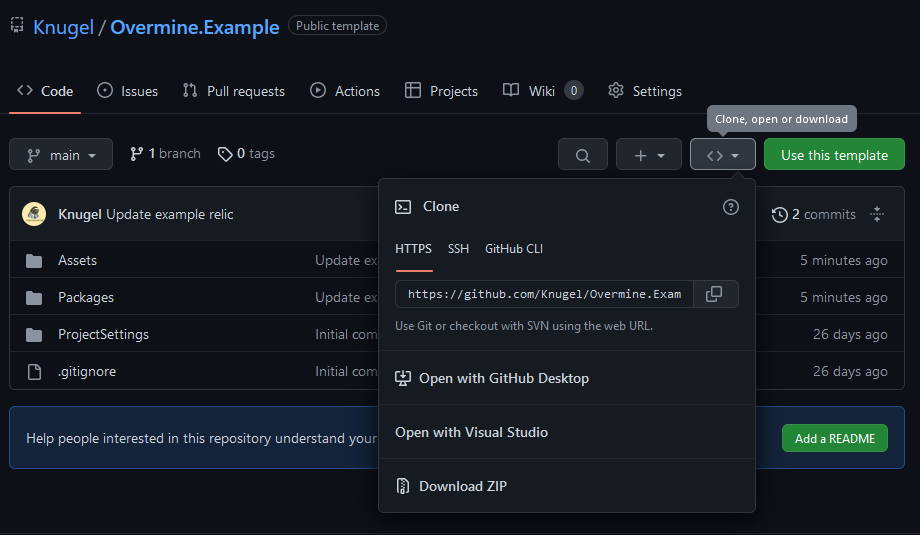 Knugel / Overmine.Example Public template
Code Issues Pull requests Actions Projects Wiki 0 Settings
Clone, open or download
main 1 branch 0 tags Use this template
Knugel Update example relic 2 commits
Clone
HTTPS SSH GitHub CLI
https://github.com/Knugel/Overmine.Exam
Use Git or checkout with SVN using the web URL.
Open with GitHub Desktop
Open with Visual Studio
Download ZIP
Assets Update ex 5 minutes ago
Packages Update ex 5 minutes ago
ProjectSettings Initial com 26 days ago
.gitignore Initial com 26 days ago
Help people interested in this repository understand your Add a README